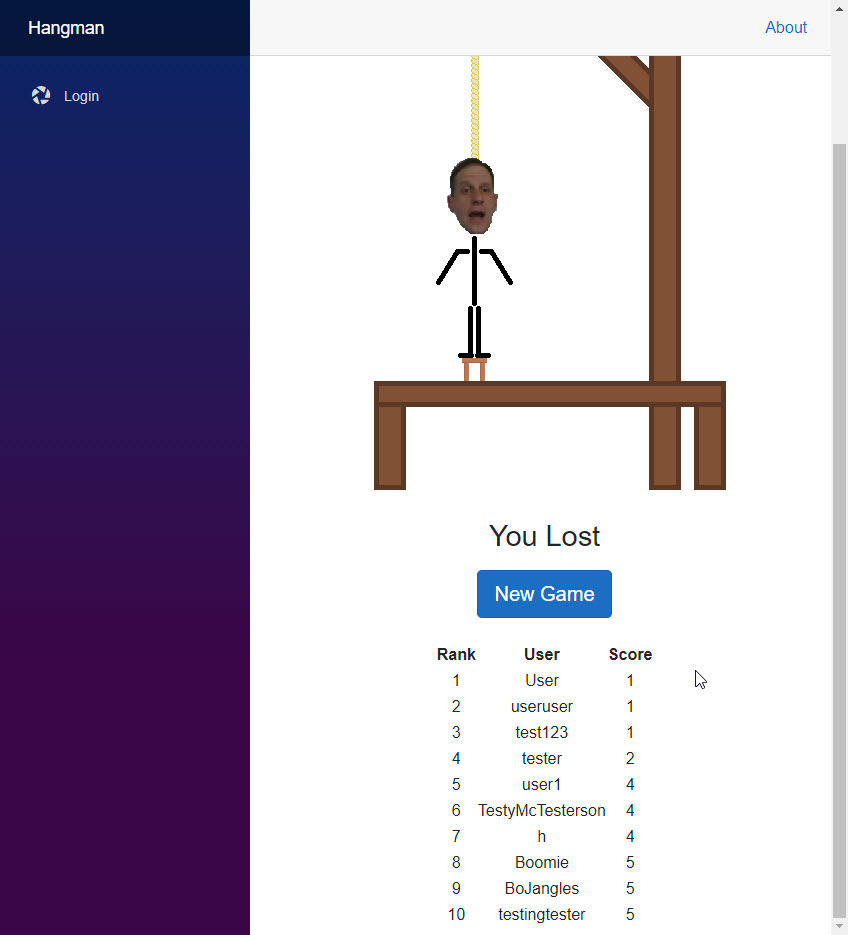 Hangman
About
Login
You Lost
New Game
Rank User Score
1 User 1
2 useruser 1
3 test123 1
4 tester 2
5 user1 4
6 TestyMcTesterson 4
7 h 4
8 Boomie 5
9 BoJangles 5
10 testingtester 5